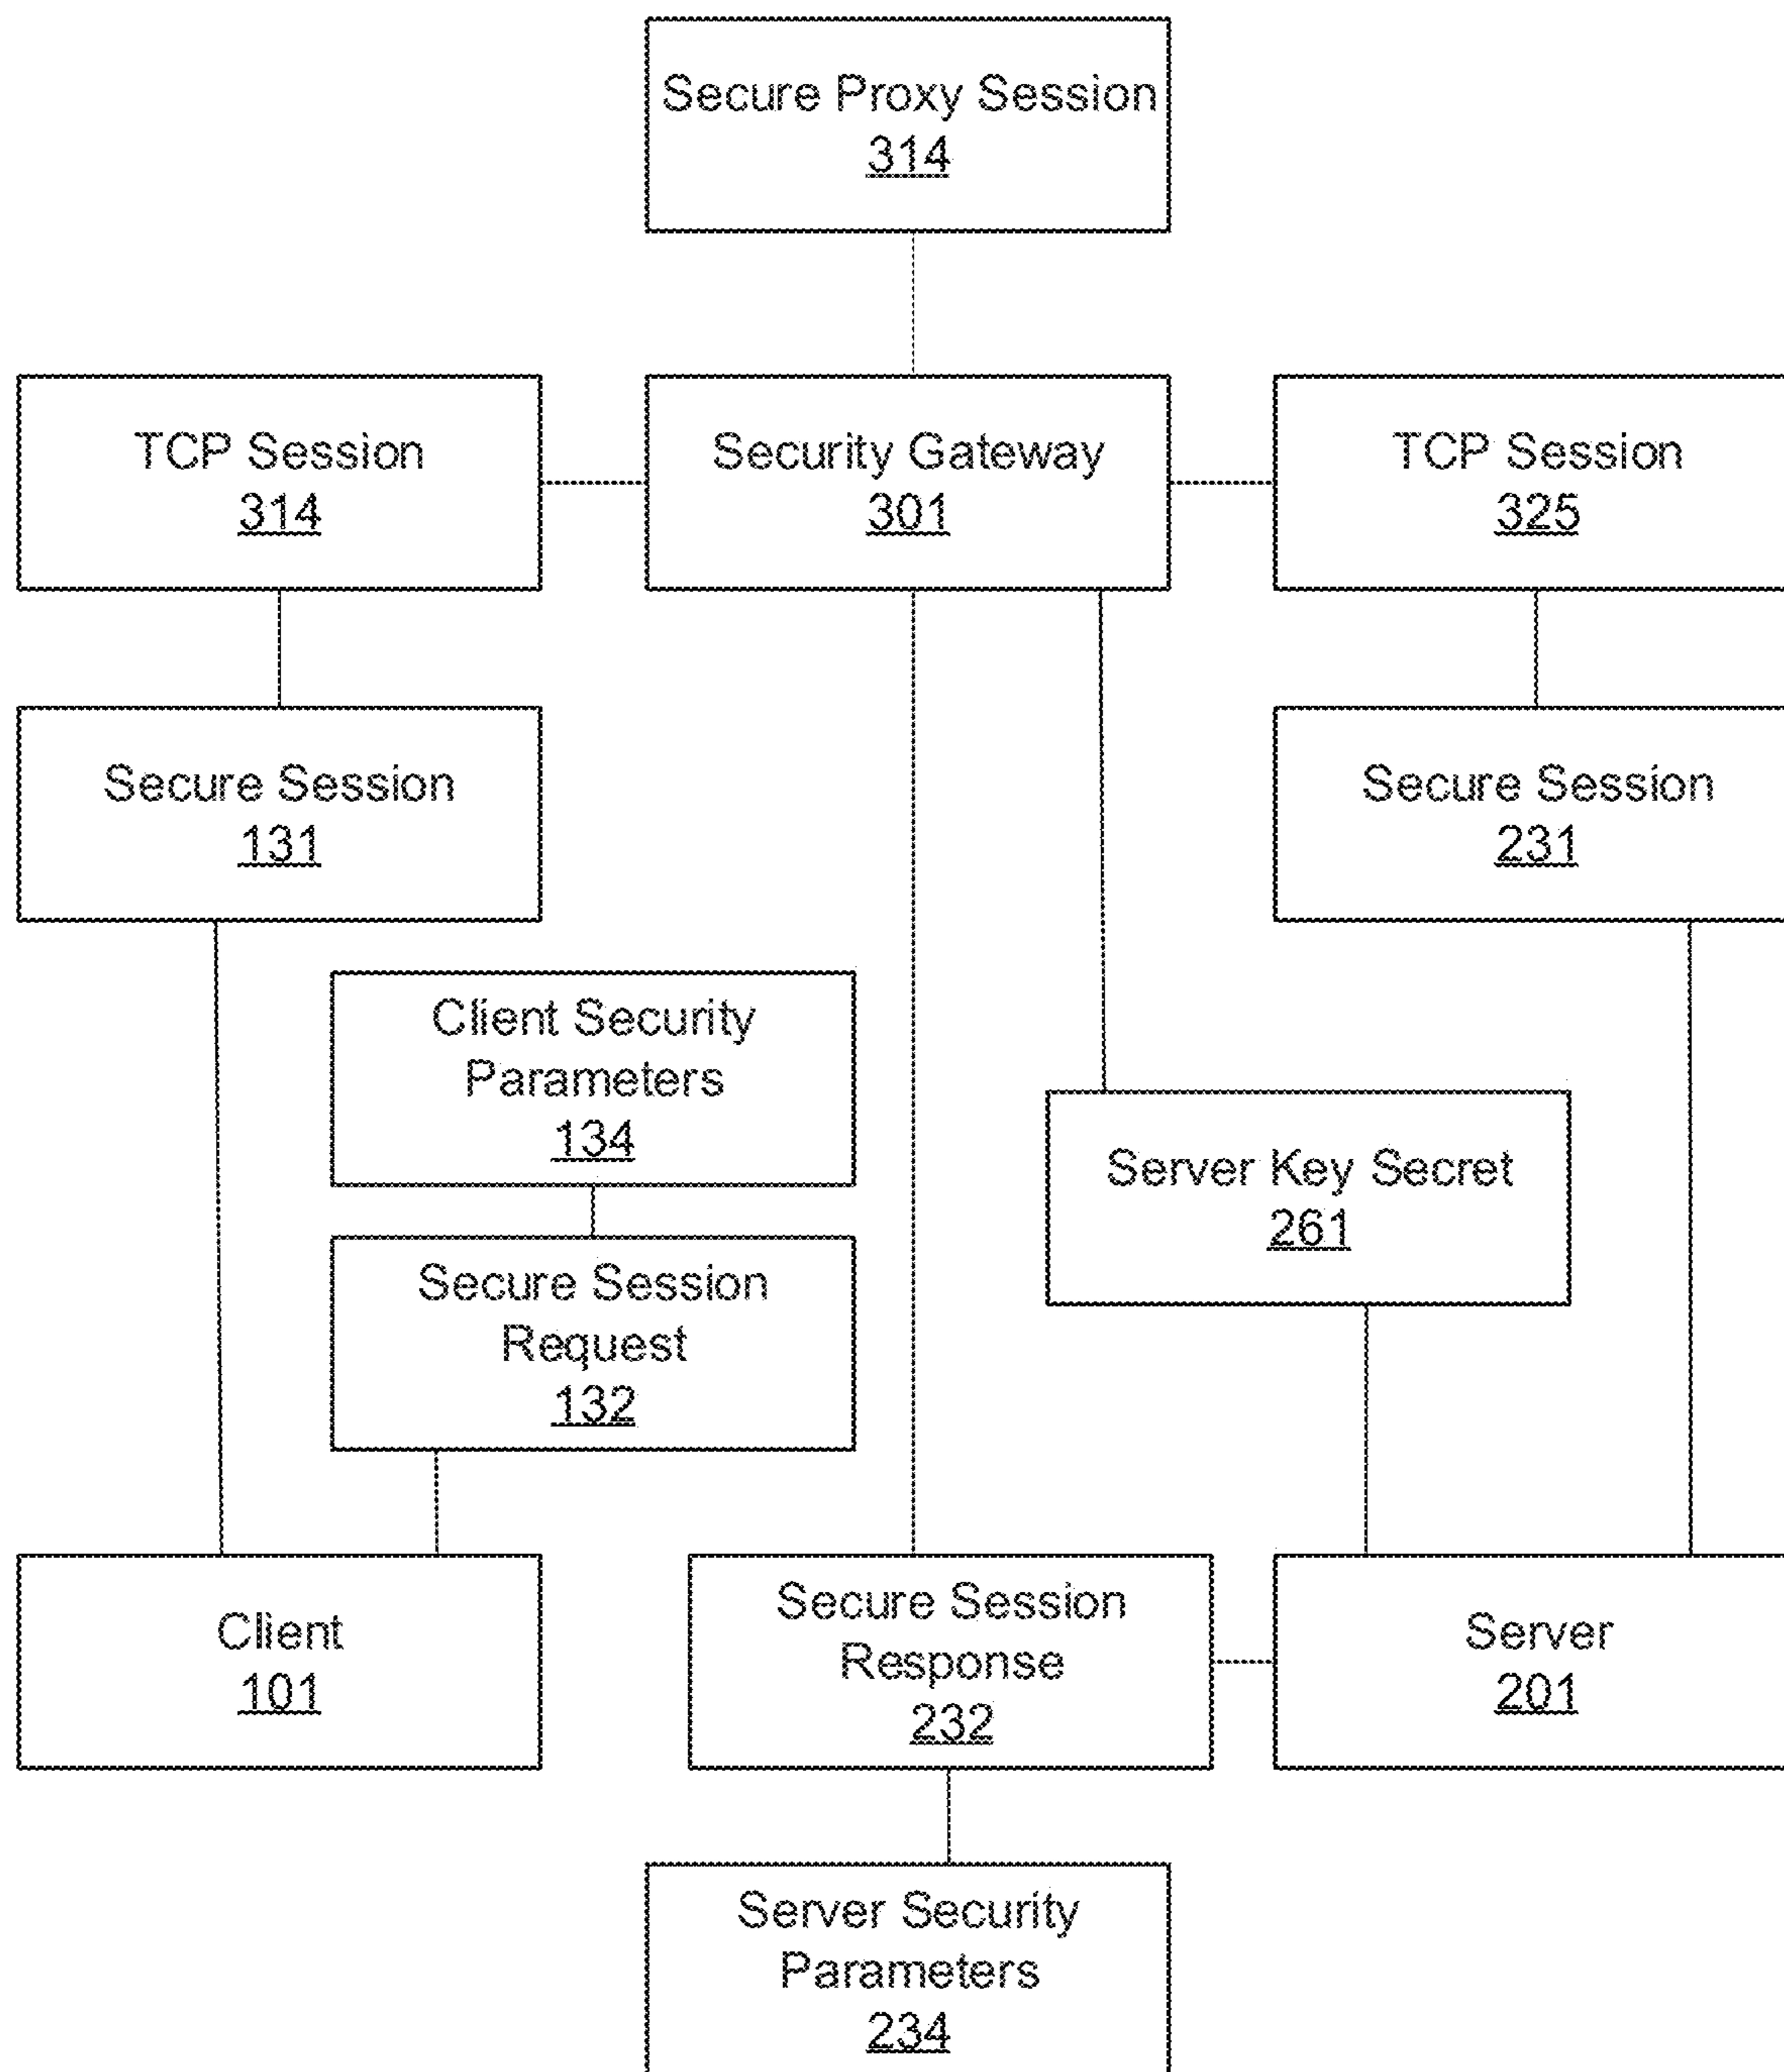 Secure Proxy Session
314
TCP Session
314
Security Gateway
301
TCP Session
325
Secure Session
131
Secure Session
231
Client Security
Parameters
134
Server Key Secret
261
Secure Session
Request
132
Client
101
Secure Session
Response
232
Server
201
Server Security
Parameters
234